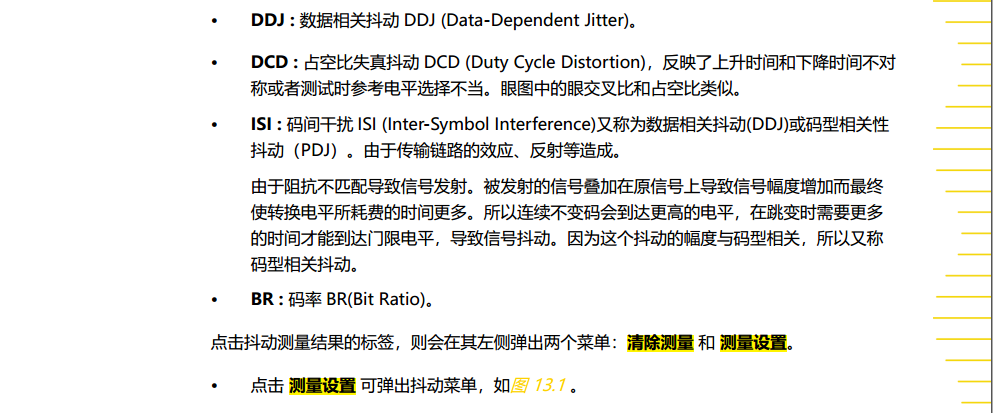 • DDJ : 数据相关抖动 DDJ (Data-Dependent Jitter)。
• DCD : 占空比失真抖动 DCD (Duty Cycle Distortion)，反映了上升时间和下降时间不对
称或者测试时参考电平选择不当。眼图中的眼交叉比和占空比类似。
• ISI : 码间干扰 ISI (Inter-Symbol Interference)又称为数据相关抖动(DDJ)或码型相关性
抖动（PDJ）。由于传输链路的效应、反射等造成。
由于阻抗不匹配导致信号发射。被发射的信号叠加在原信号上导致信号幅度增加而最终
使转换电平所耗费的时间更多。所以连续不变码会到达更高的电平，在跳变时需要更多
的时间才能到达门限电平，导致信号抖动。因为这个抖动的幅度与码型相关，所以又称
码型相关抖动。
• BR : 码率 BR(Bit Ratio)。
点击抖动测量结果的标签，则会在其左侧弹出两个菜单：清除测量 和 测量设置。
• 点击 测量设置 可弹出抖动菜单，如图 13.1 。